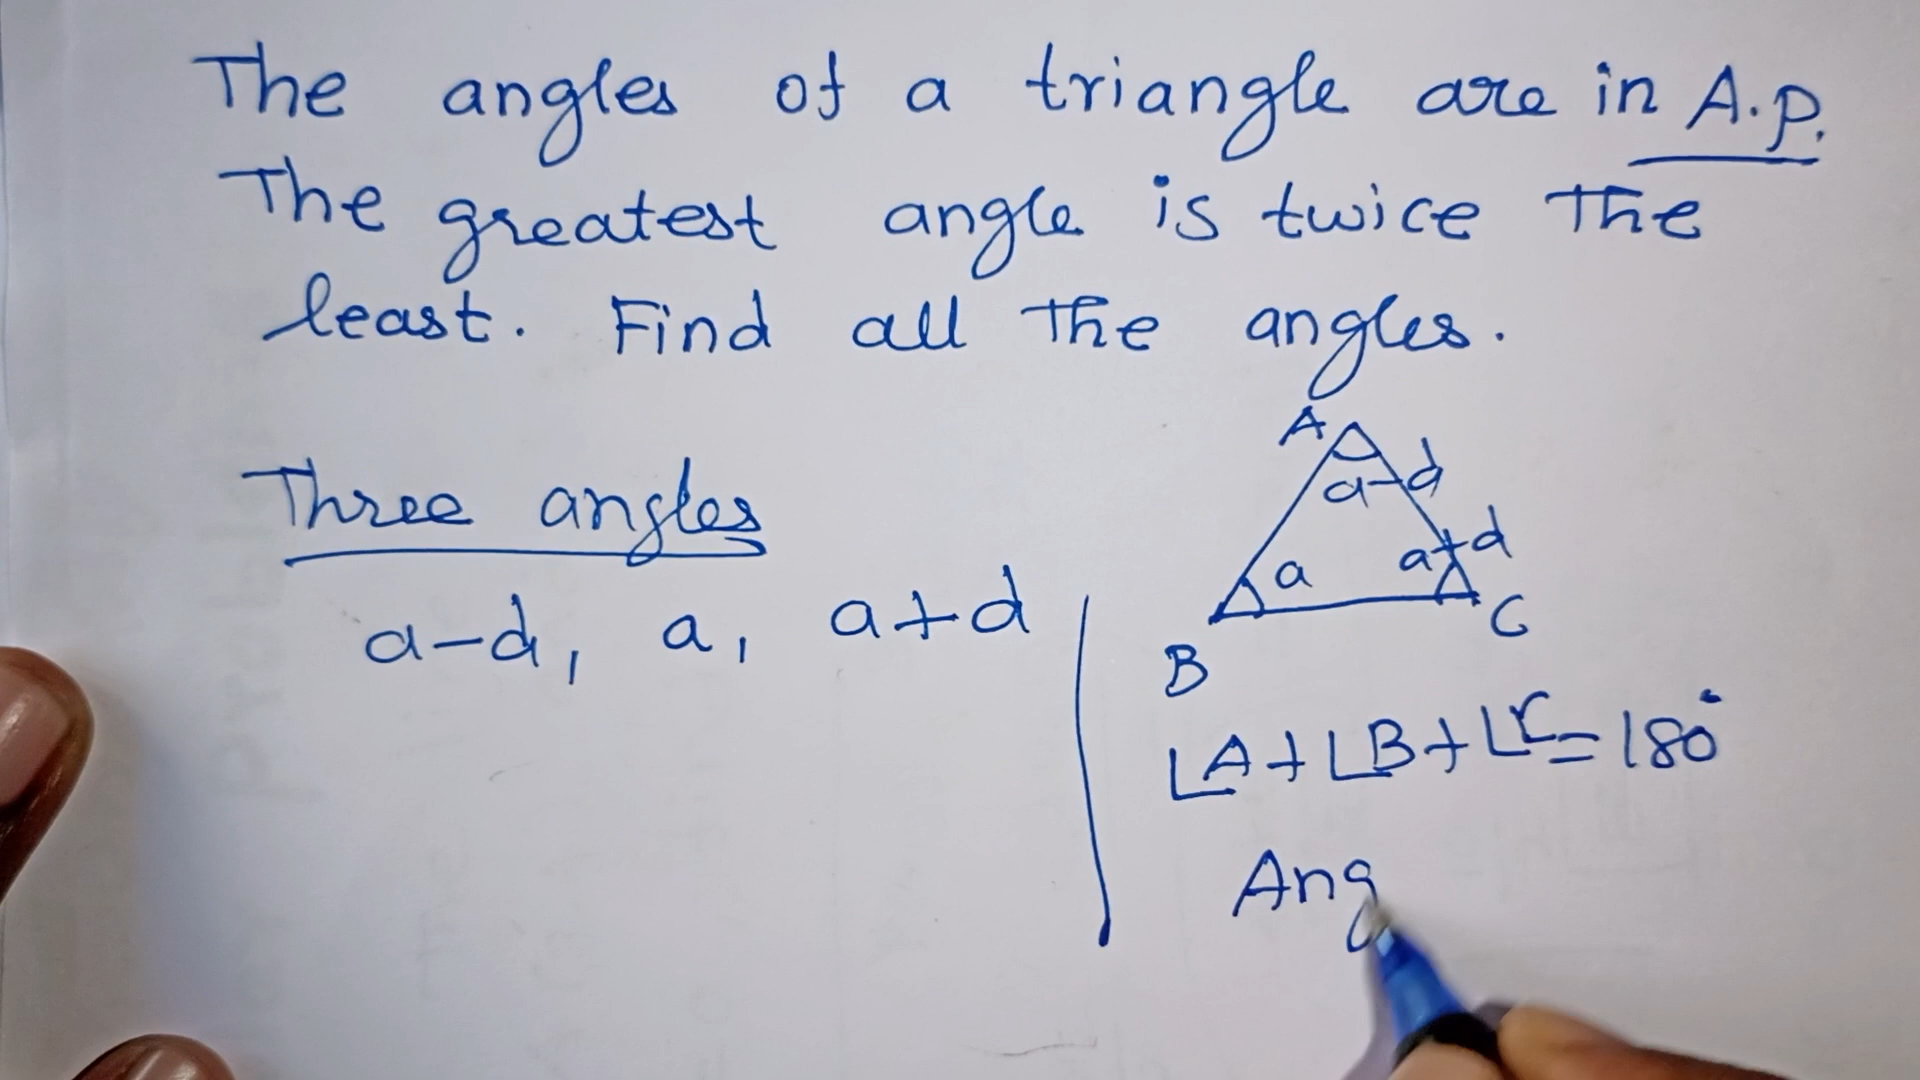 The angles of a triangle are in A.P.
The greatest angle is twice the
least. Find all the angles.
Three angles
a-d, a, a+d
A
a-d
a
a+d
B
C
∠A+∠B+∠C=180°
Ang